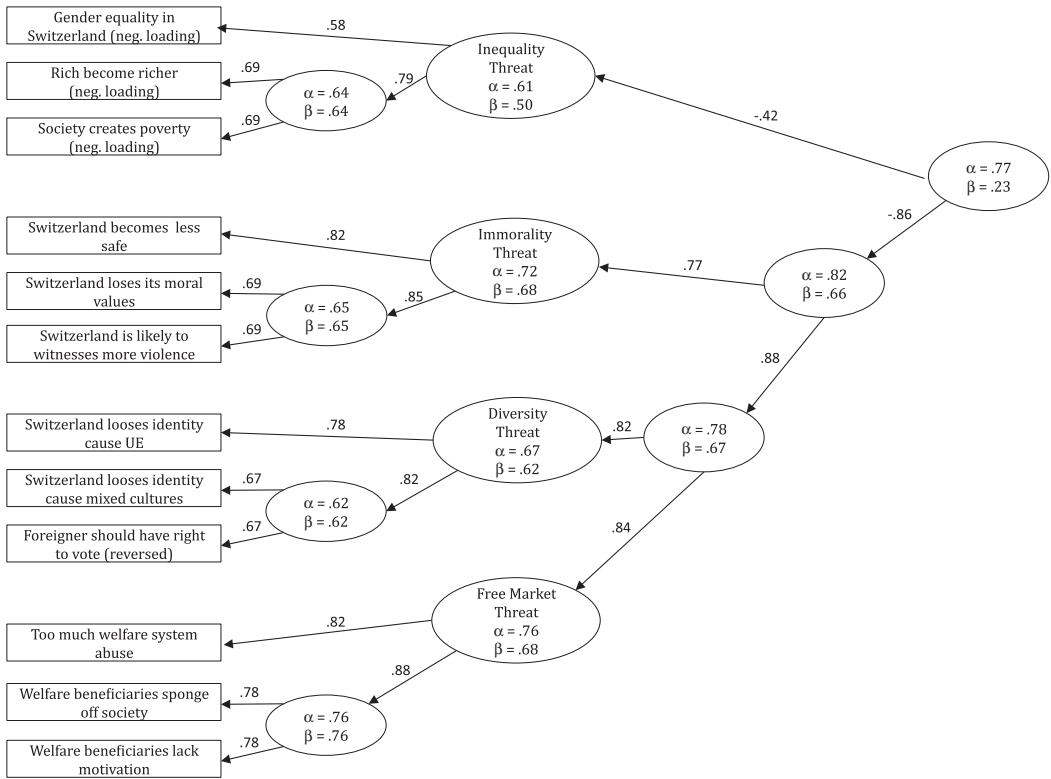 Gender equality in
Switzerland (neg. loading)
.58
Inequality
Threat
α = .61
β = .50
Rich become richer
(neg. loading)
.69
α = .64
β = .64
.79
Society creates poverty
(neg. loading)
.69
-.42
α = .77
β = .23
-.86
Switzerland becomes less
safe
.82
Immorality
Threat
α = .72
β = .68
.77
α = .82
β = .66
Switzerland loses its moral
values
.69
α = .65
β = .65
.85
Switzerland is likely to
witnesses more violence
.69
.88
Switzerland looses identity
cause UE
.78
Diversity
Threat
α = .67
β = .62
.82
α = .78
β = .67
Switzerland looses identity
cause mixed cultures
.67
α = .62
β = .62
.82
Foreigner should have right
to vote (reversed)
.67
.84
Too much welfare system
abuse
.82
Free Market
Threat
α = .76
β = .68
Welfare beneficiaries sponge
off society
.78
α = .76
β = .76
.88
Welfare beneficiaries lack
motivation
.78